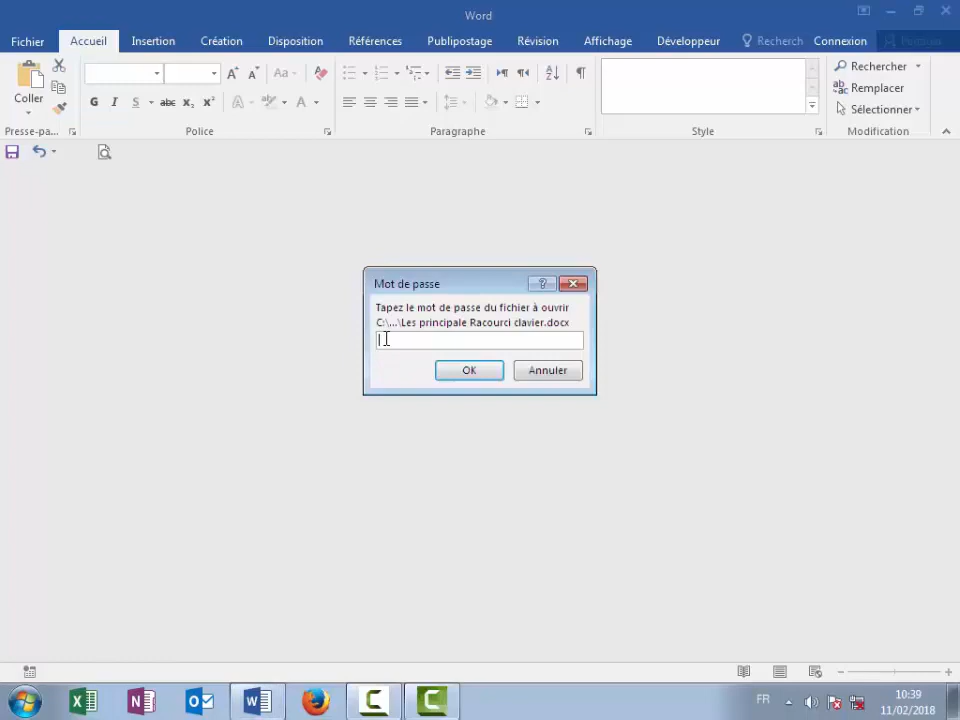 Word
Fichier Accueil Insertion Création Disposition Références Publipostage Révision Affichage Développeur Recherch Connexion
Coller
Aa
Rechercher
Remplacer
Sélectionner
G I S abc X₂ X² A ab A
Presse-pa... Police Paragraphe Style Modification
Mot de passe
Tapez le mot de passe du fichier à ouvrir
C:\...\Les principale Racourci clavier.docx
OK Annuler
FR
10:39
11/02/2018